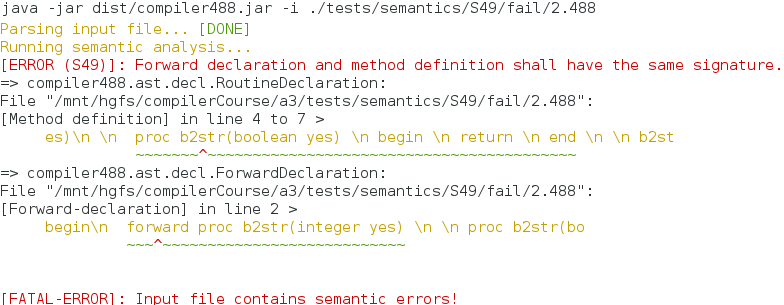 java -jar dist/compiler488.jar -i ./tests/semantics/S49/fail/2.488
Parsing input file... [DONE]
Running semantic analysis...
[ERROR (S49)]: Forward declaration and method definition shall have the same signature.
=> compiler488.ast.decl.RoutineDeclaration:
File "/mnt/hgfs/compilerCourse/a3/tests/semantics/S49/fail/2.488":
[Method definition] in line 4 to 7 >
es)\n \n  proc b2str(boolean yes) \n begin \n return \n end \n \n b2st
~~~~~~~^~~~~~~~~~~~~~~~~~~~~~~~~~~~~~~~~~~~~~~~~~
=> compiler488.ast.decl.ForwardDeclaration:
File "/mnt/hgfs/compilerCourse/a3/tests/semantics/S49/fail/2.488":
[Forward-declaration] in line 2 >
begin\n  forward proc b2str(integer yes) \n \n proc b2str(bo
~~~^~~~~~~~~~~~~~~~~~~~~~~~~~~~
[FATAL-ERROR]: Input file contains semantic errors!